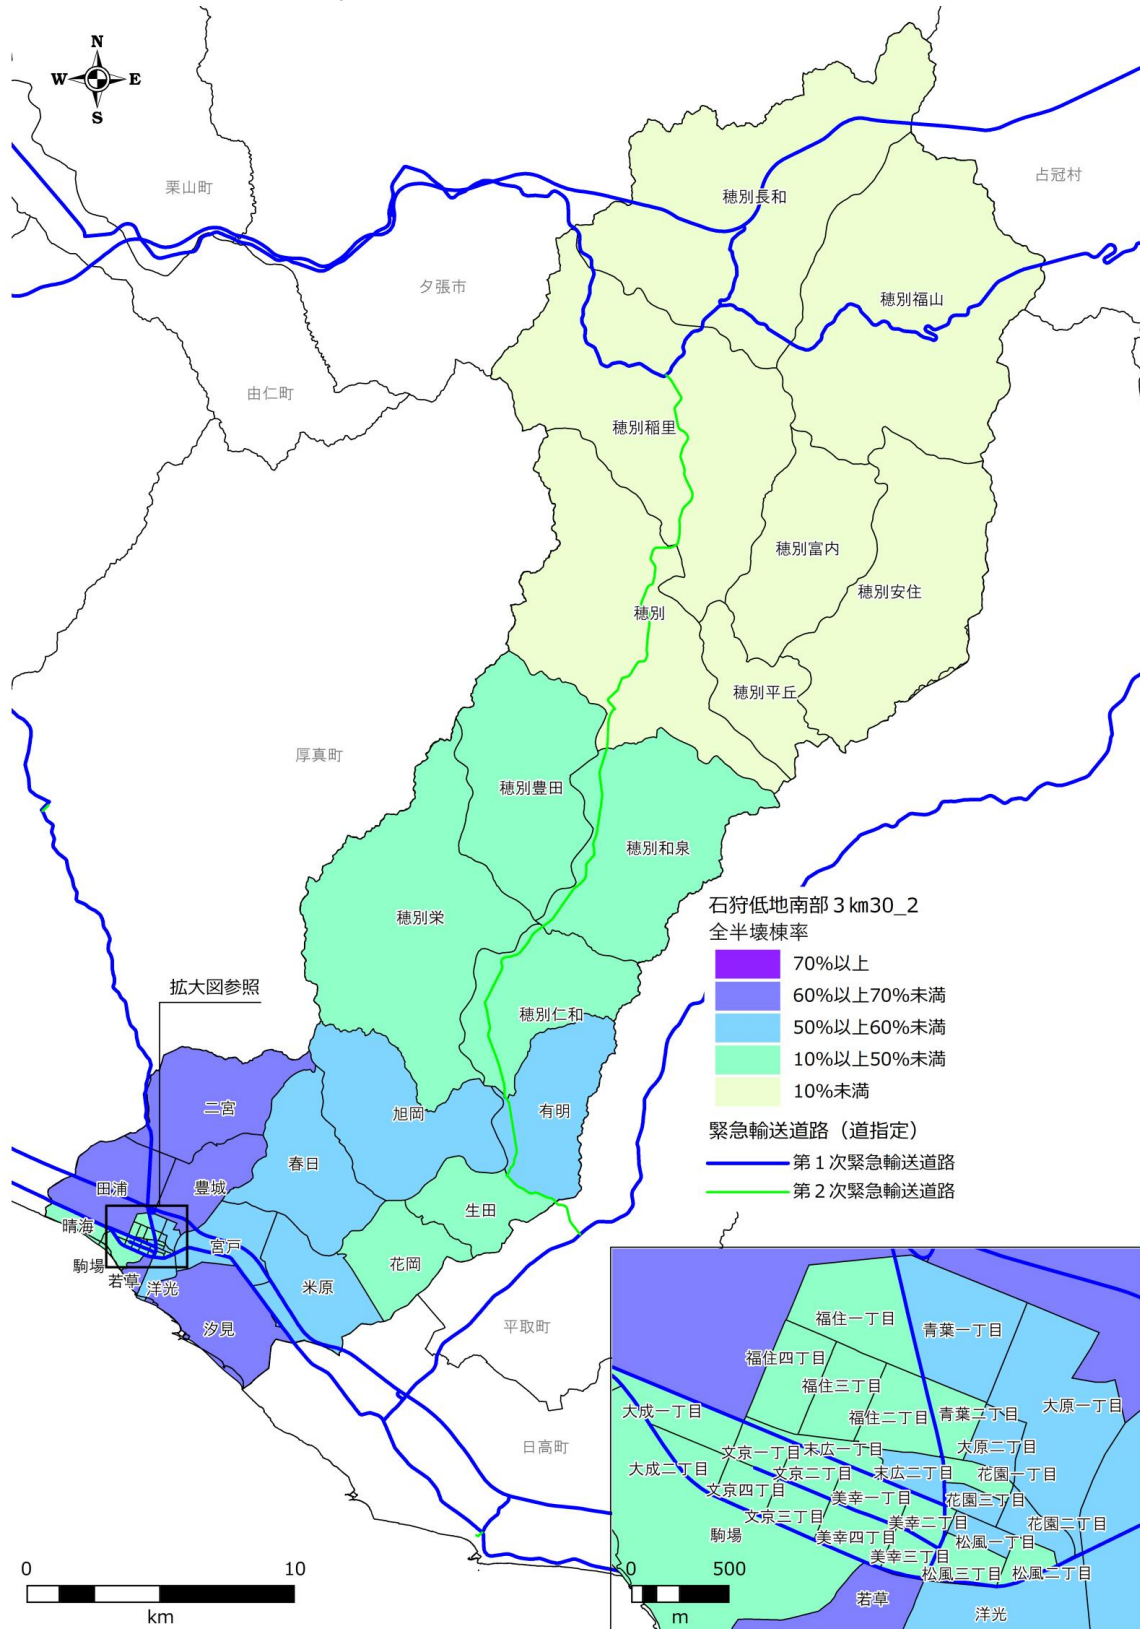 N
W
E
S
栗山町
占冠村
穂別長和
夕張市
穂別福山
由仁町
穂別稲里
穂別富内
穂別安住
穂別
穂別平丘
厚真町
穂別豊田
穂別和泉
穂別栄
石狩低地南部3km30_2
全半壊棟率
70%以上
60%以上70%未満
50%以上60%未満
10%以上50%未満
10%未満
緊急輸送道路（道指定）
第1次緊急輸送道路
第2次緊急輸送道路
拡大図参照
穂別仁和
二宮
旭岡
有明
春日
田浦
豊城
生田
晴海
宮戸
花岡
駒場
若草
洋光
米原
汐見
平取町
日高町
0
10
km
福住一丁目
青葉一丁目
福住四丁目
福住三丁目
大原一丁目
大成一丁目
福住二丁目
青葉二丁目
文京一丁目
末広一丁目
大原二丁目
大成二丁目
文京二丁目
末広二丁目
花園一丁目
文京四丁目
美幸一丁目
花園三丁目
文京三丁目
美幸二丁目
花園二丁目
駒場
美幸四丁目
松風一丁目
美幸三丁目
松風三丁目
松風二丁目
0
500
m
若草
洋光